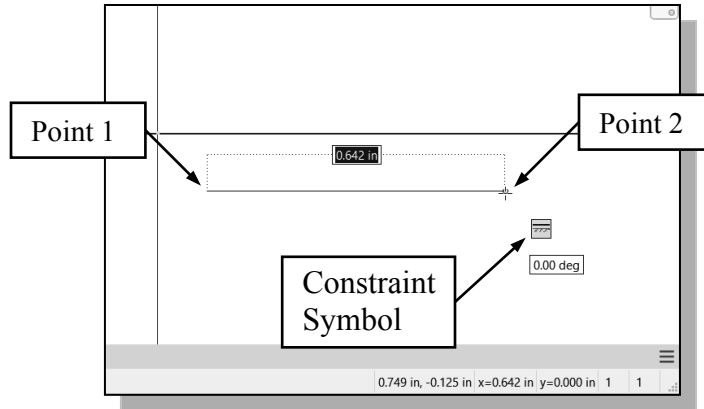 Point 1
Point 2
0.642 in
Constraint
Symbol
0.00 deg
0.749 in, -0.125 in x=0.642 in y=0.000 in 1 1